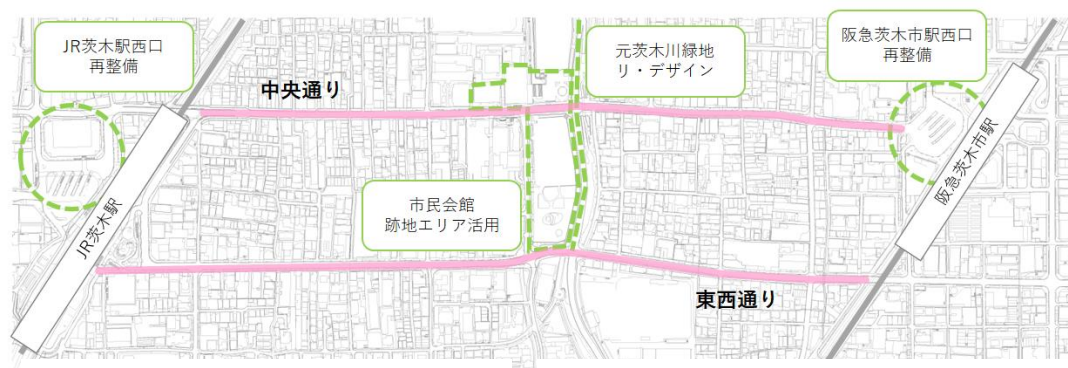 JR茨木駅西口
再整備
元茨木川緑地
リ・デザイン
阪急茨木市駅西口
再整備
中央通り
市民会館
跡地エリア活用
JR茨木駅
阪急茨木市駅
東西通り